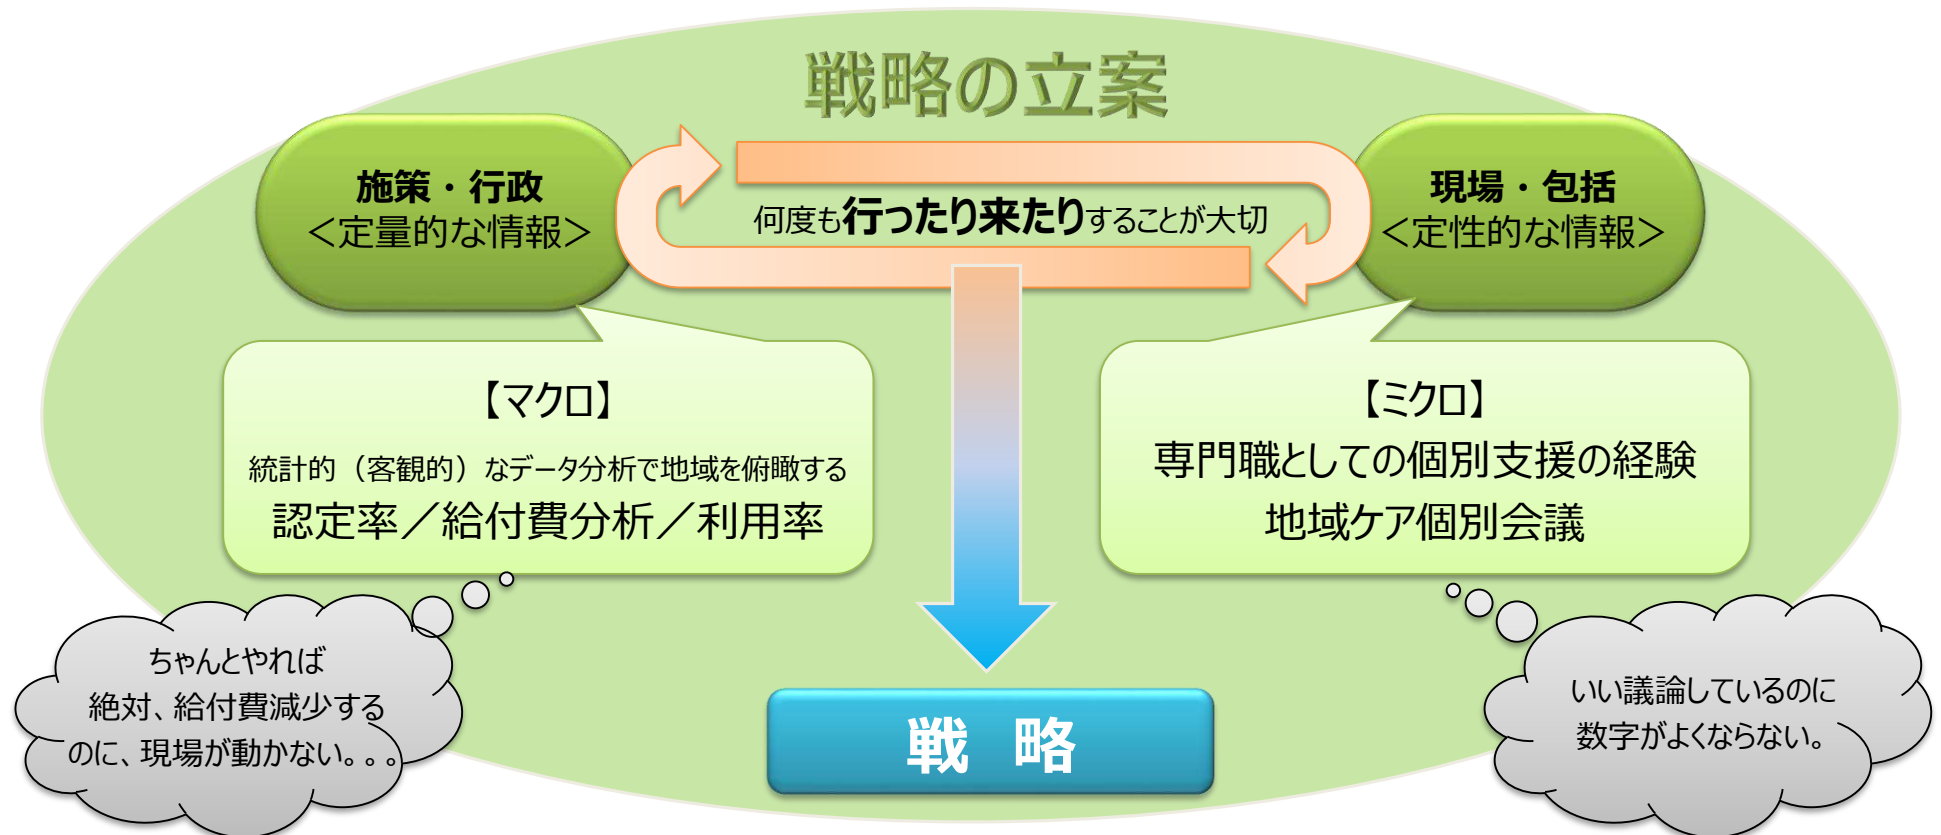 戦略の立案
施策・行政
＜定量的な情報＞
何度も行ったり来たりすることが大切
現場・包括
＜定性的な情報＞
【マクロ】
統計的（客観的）なデータ分析で地域を俯瞰する
認定率／給付費分析／利用率
【ミクロ】
専門職としての個別支援の経験
地域ケア個別会議
ちゃんとやれば
絶対、給付費減少する
のに、現場が動かない。。。
いい議論しているのに
数字がよくならない。
戦　略